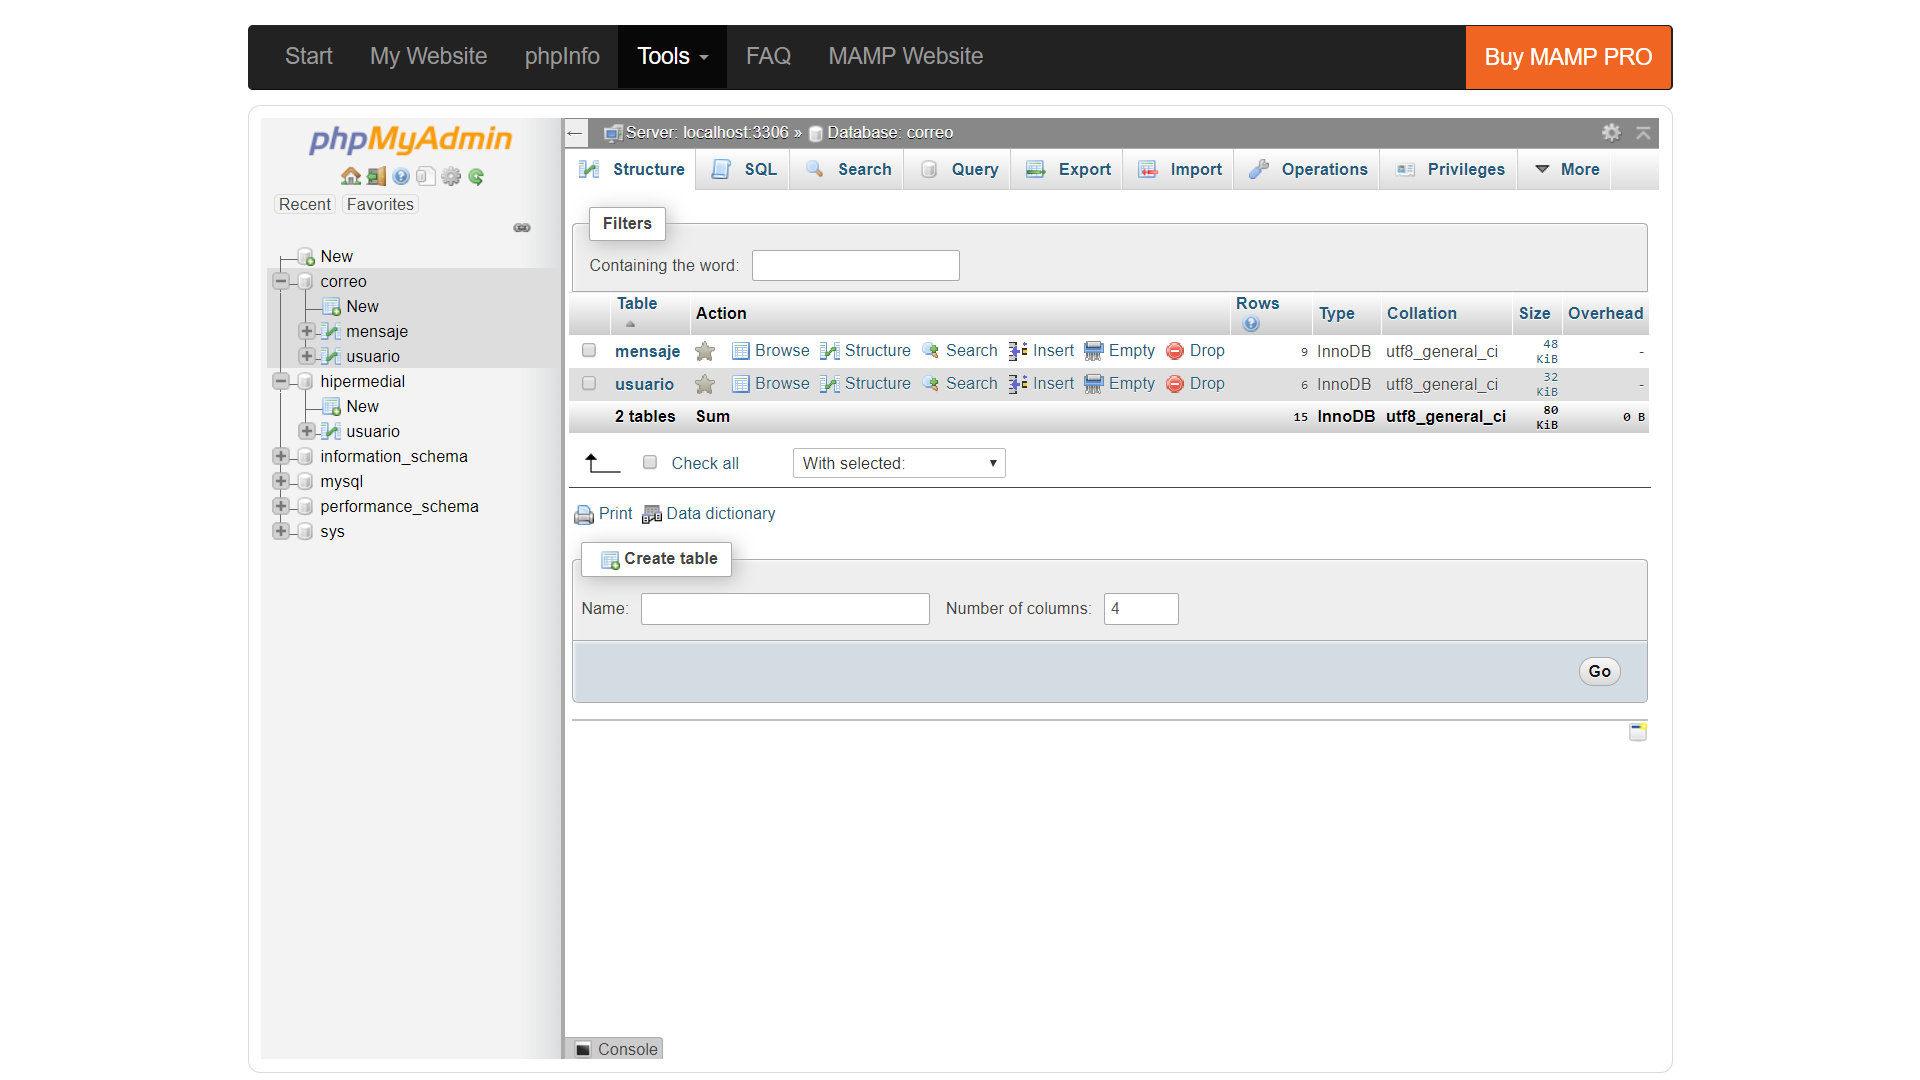 Start My Website phpInfo Tools FAQ MAMP Website Buy MAMP PRO
phpMyAdmin
Recent Favorites
New
correo
New
mensaje
usuario
hipermedial
New
usuario
information_schema
mysql
performance_schema
sys
← Server: localhost:3306 » Database: correo
Structure SQL Search Query Export Import Operations Privileges More
Filters
Containing the word:
Table Action Rows Type Collation Size Overhead
mensaje Browse Structure Search Insert Empty Drop 9 InnoDB utf8_general_ci 48 KiB -
usuario Browse Structure Search Insert Empty Drop 6 InnoDB utf8_general_ci 32 KiB -
2 tables Sum 15 InnoDB utf8_general_ci 80 KiB 0 B
Check all With selected:
Print Data dictionary
Create table
Name: Number of columns: 4
Go
Console